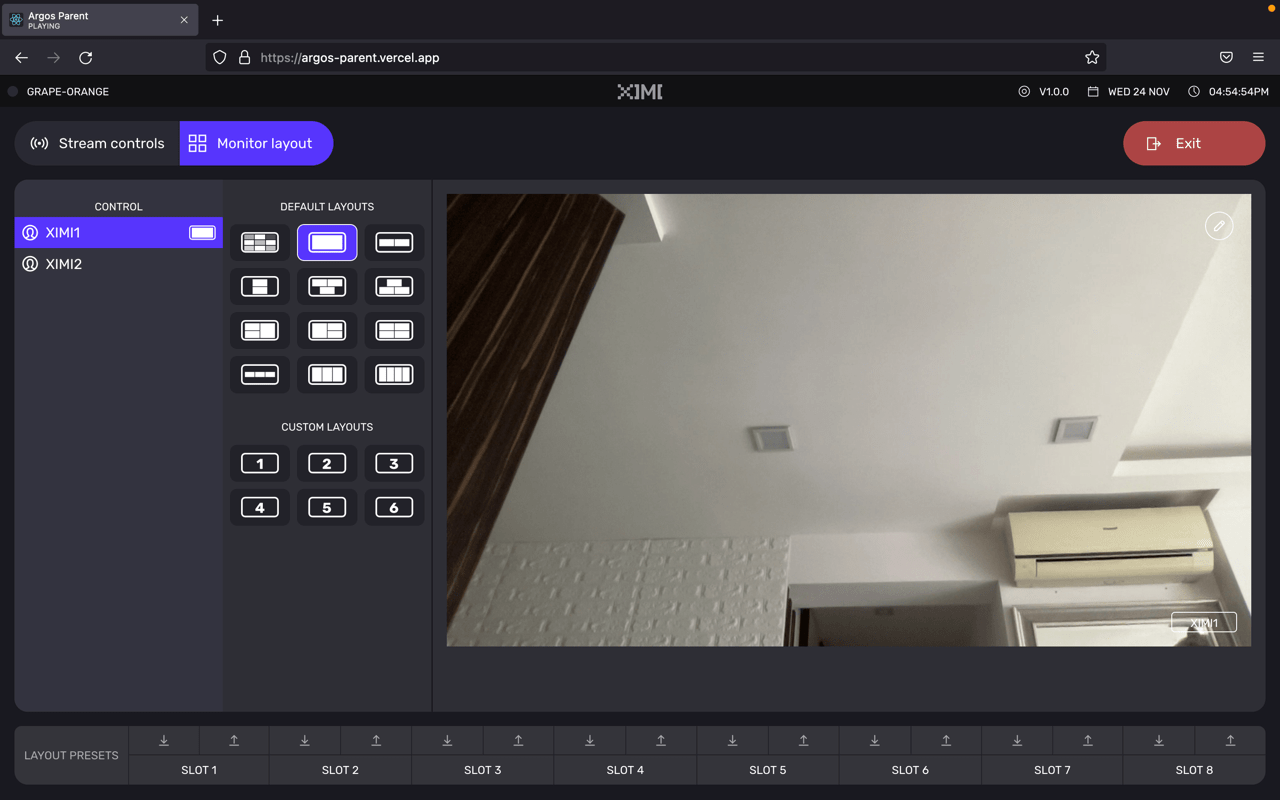 Argos Parent
PLAYING
https://argos-parent.vercel.app
GRAPE-ORANGE
XIMI
V1.0.0
WED 24 NOV
04:54:54PM
Stream controls
Monitor layout
Exit
CONTROL
XIMI1
XIMI2
DEFAULT LAYOUTS
CUSTOM LAYOUTS
1 2 3
4 5 6
XIMI1
LAYOUT PRESETS
SLOT 1
SLOT 2
SLOT 3
SLOT 4
SLOT 5
SLOT 6
SLOT 7
SLOT 8